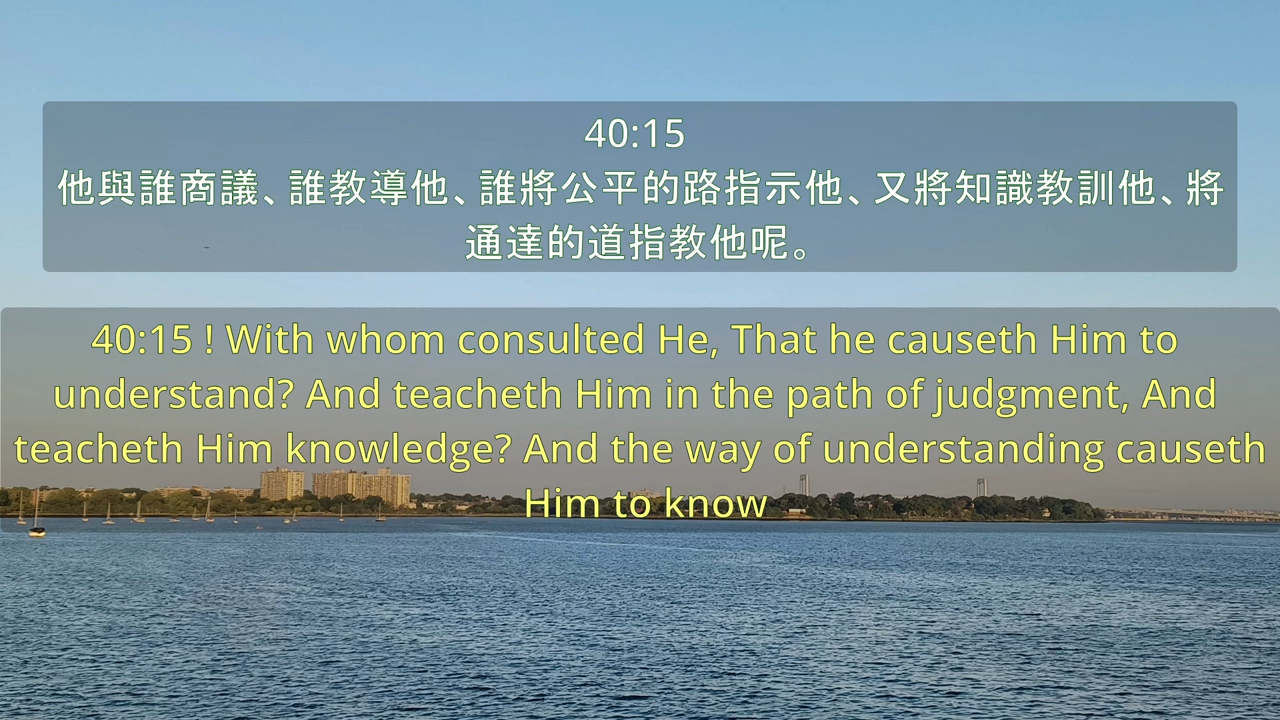 40:15
他與誰商議、誰教導他、誰將公平的路指示他、又將知識教訓他、將
通達的道指教他呢。
40:15 ! With whom consulted He, That he causeth Him to
understand? And teacheth Him in the path of judgment, And
teacheth Him knowledge? And the way of understanding causeth
Him to know